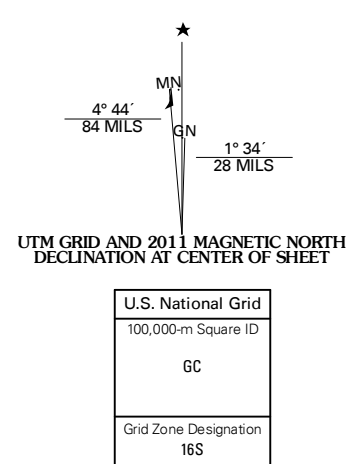 MN
4° 44´
84 MILS
GN
1° 34´
28 MILS
UTM GRID AND 2011 MAGNETIC NORTH
DECLINATION AT CENTER OF SHEET
U.S. National Grid
100,000-m Square ID
GC
Grid Zone Designation
16S